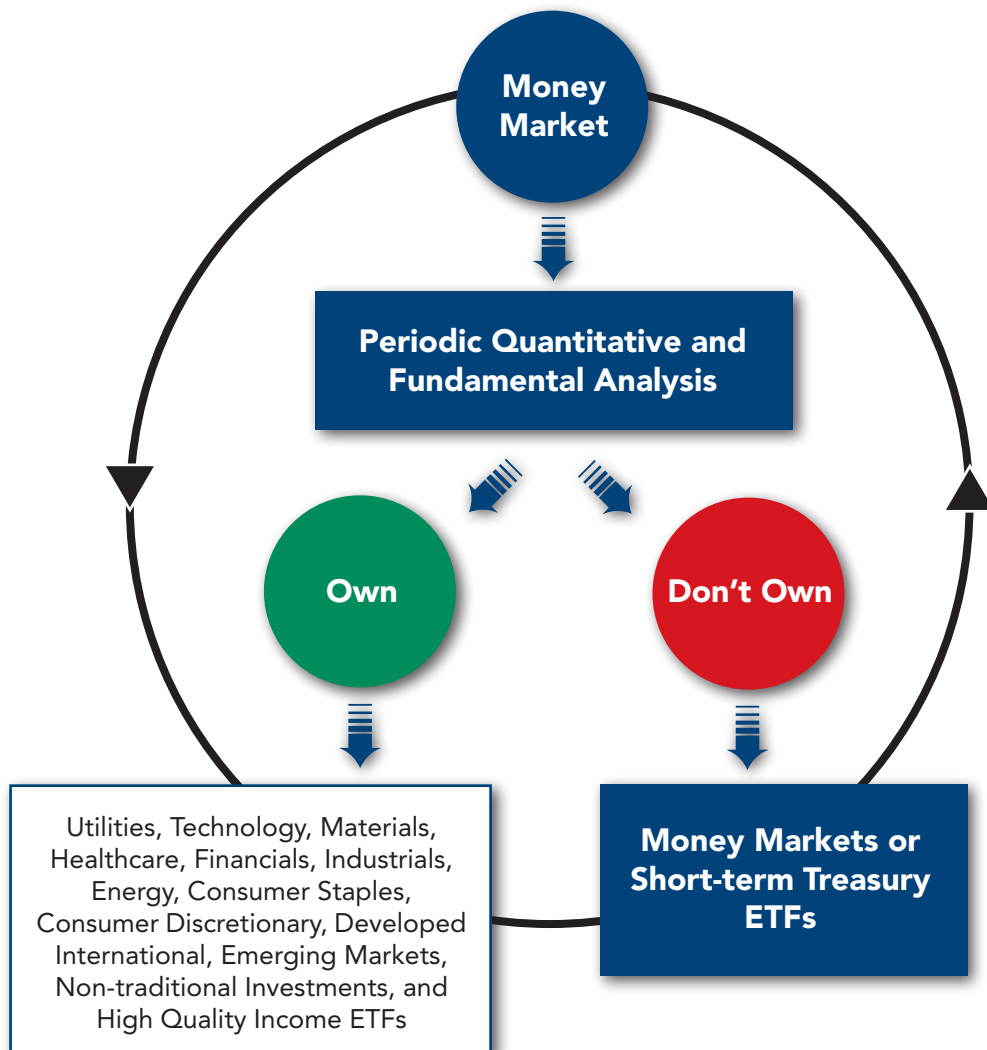 Money
Market
Periodic Quantitative and
Fundamental Analysis
Own
Don’t Own
Utilities, Technology, Materials,
Healthcare, Financials, Industrials,
Energy, Consumer Staples,
Consumer Discretionary, Developed
International, Emerging Markets,
Non-traditional Investments, and
High Quality Income ETFs
Money Markets or
Short-term Treasury
ETFs